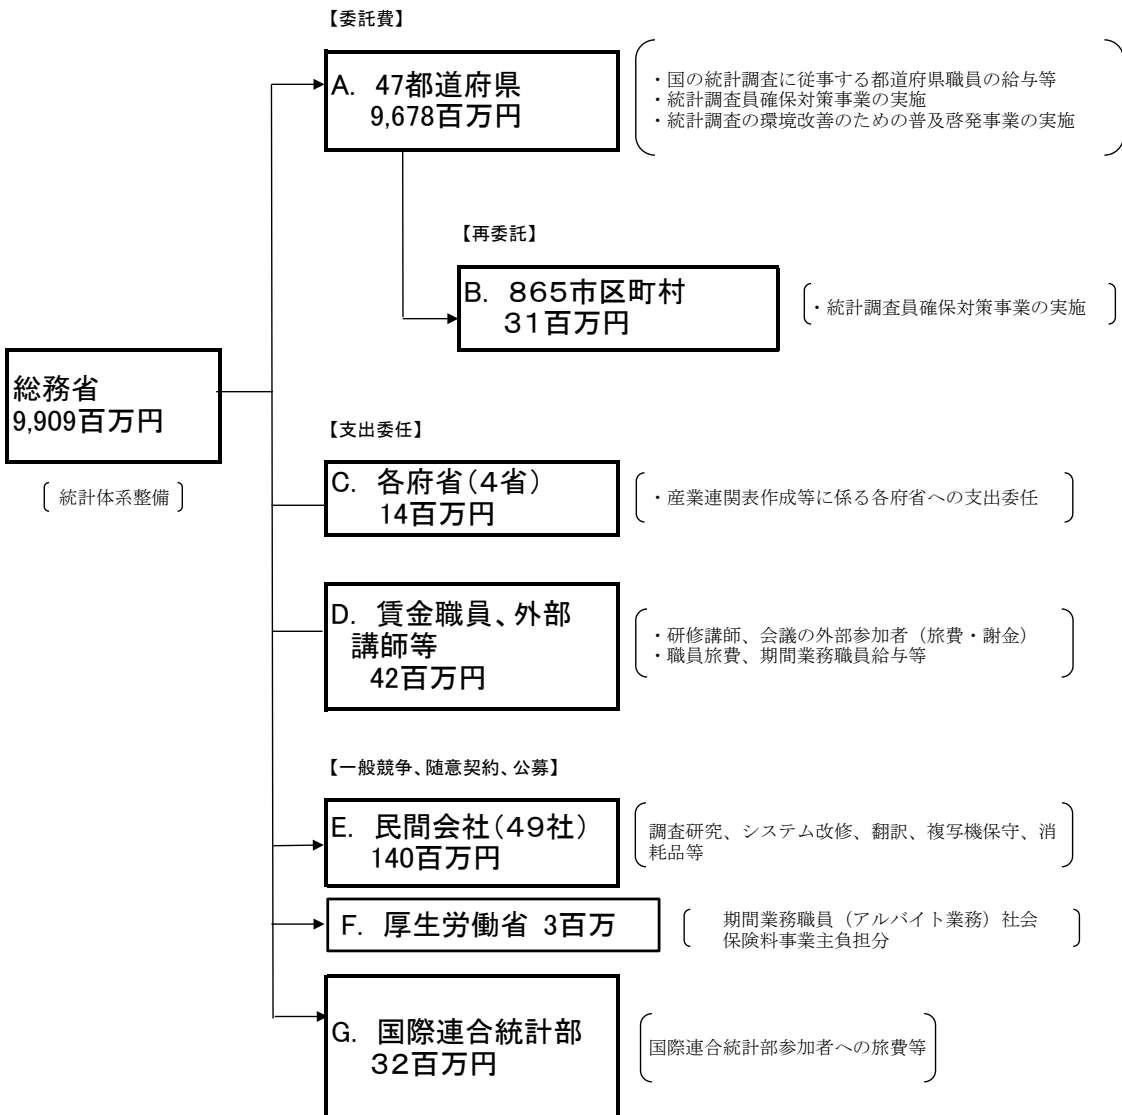 【委託費】
A. 47都道府県
9,678百万円
・国の統計調査に従事する都道府県職員の給与等
・統計調査員確保対策事業の実施
・統計調査の環境改善のための普及啓発事業の実施
【再委託】
B. 865市区町村
31百万円
・統計調査員確保対策事業の実施
総務省
9,909百万円
統計体系整備
【支出委任】
C. 各府省(4省)
14百万円
・産業連関表作成等に係る各府省への支出委任
D. 賃金職員、外部
講師等
42百万円
・研修講師、会議の外部参加者（旅費・謝金）
・職員旅費、期間業務職員給与等
【一般競争、随意契約、公募】
E. 民間会社(49社)
140百万円
調査研究、システム改修、翻訳、複写機保守、消
耗品等
F. 厚生労働省 3百万
期間業務職員（アルバイト業務）社会
保険料事業主負担分
G. 国際連合統計部
32百万円
国際連合統計部参加者への旅費等